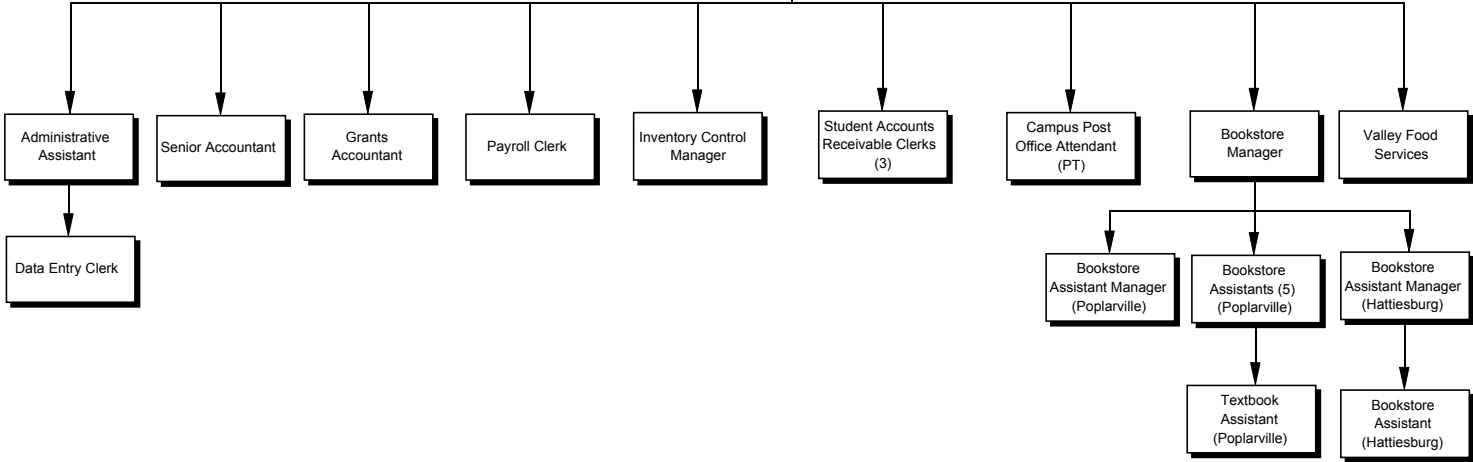 Administrative
Assistant
Senior Accountant
Grants
Accountant
Payroll Clerk
Inventory Control
Manager
Student Accounts
Receivable Clerks
(3)
Campus Post
Office Attendant
(PT)
Bookstore
Manager
Valley Food
Services
Data Entry Clerk
Bookstore
Assistant Manager
(Poplarville)
Bookstore
Assistants (5)
(Poplarville)
Bookstore
Assistant Manager
(Hattiesburg)
Textbook
Assistant
(Poplarville)
Bookstore
Assistant
(Hattiesburg)